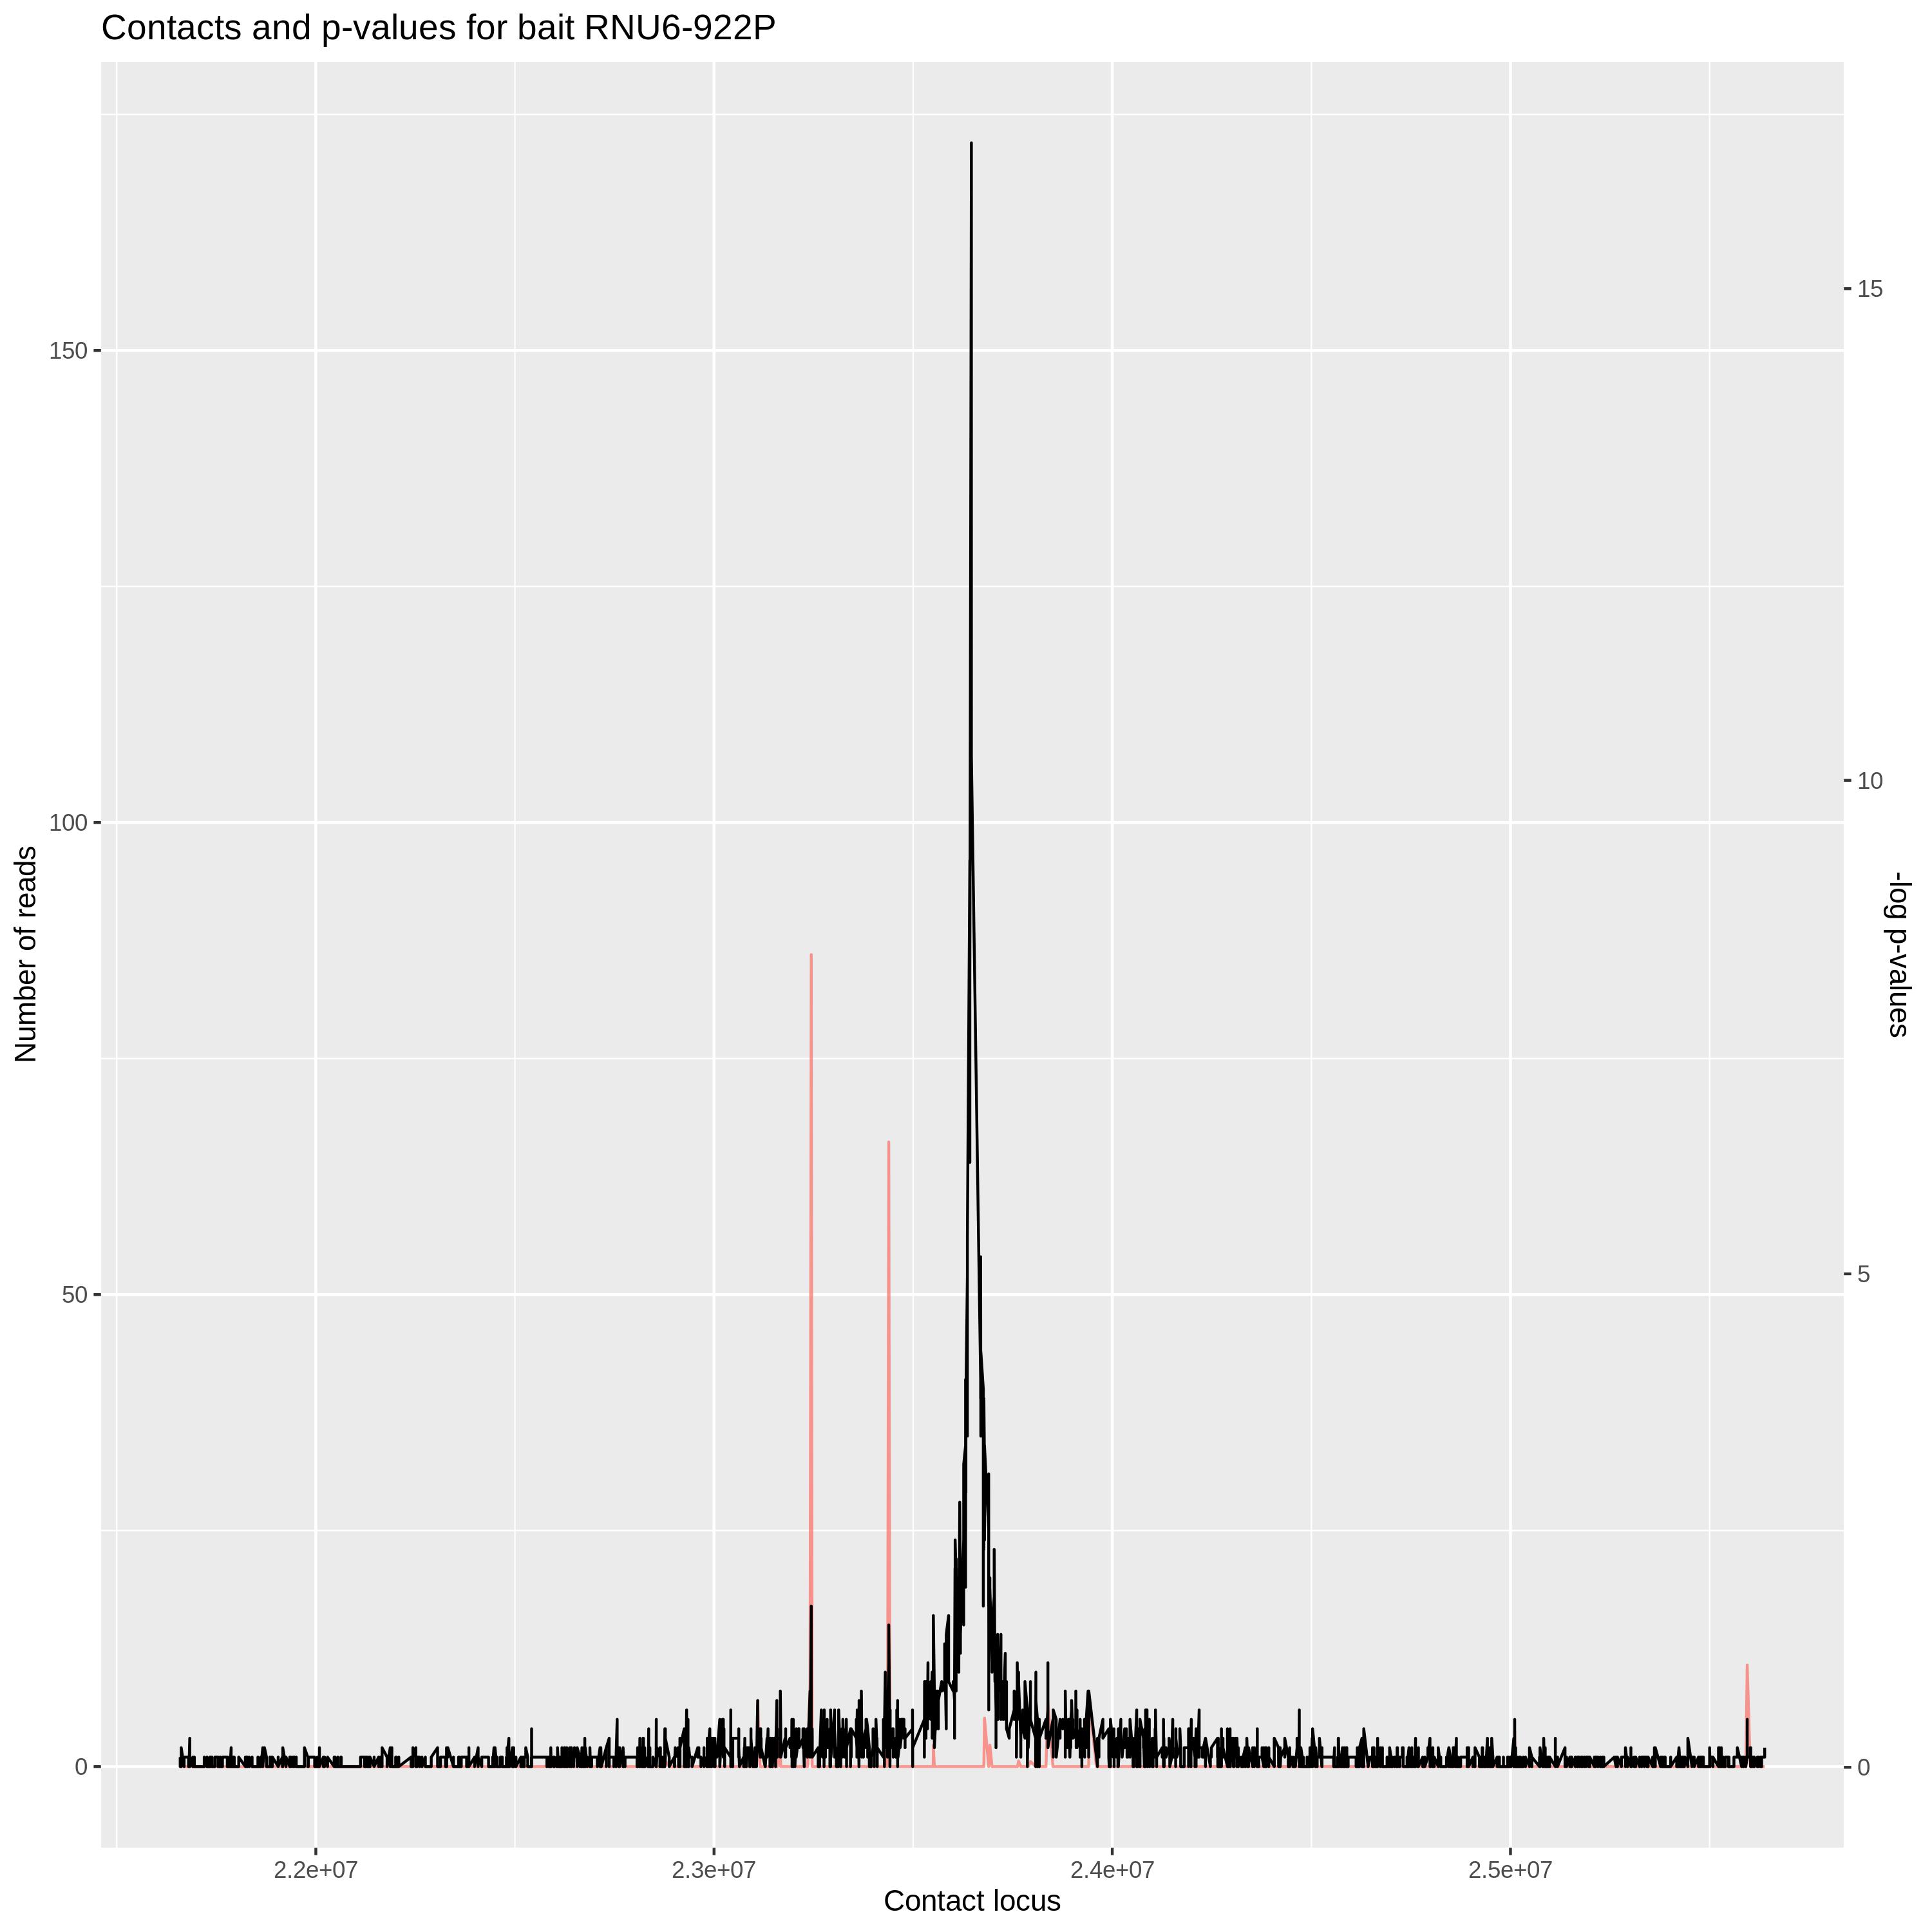 Contacts and p-values for bait RNU6-922P
150
100
50
0
15
10
5
0
2.2e+07
2.3e+07
2.4e+07
2.5e+07
Number of reads
-log p-values
Contact locus